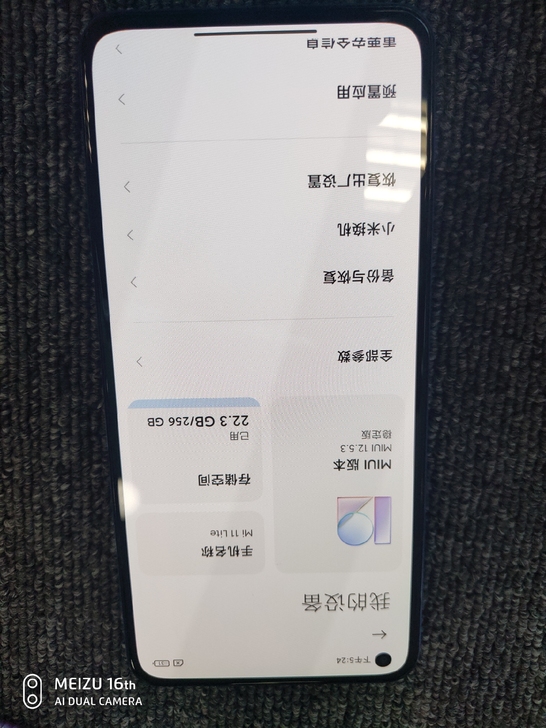 下午5:24
我的设备
MIUI 版本
MIUI 12.5.3
稳定版
手机名称
Mi 11 Lite
存储空间
已用
22.3 GB/256 GB
全部参数
备份与恢复
小米换机
恢复出厂设置
预置应用
重要安全信息
MEIZU 16th
AI DUAL CAMERA